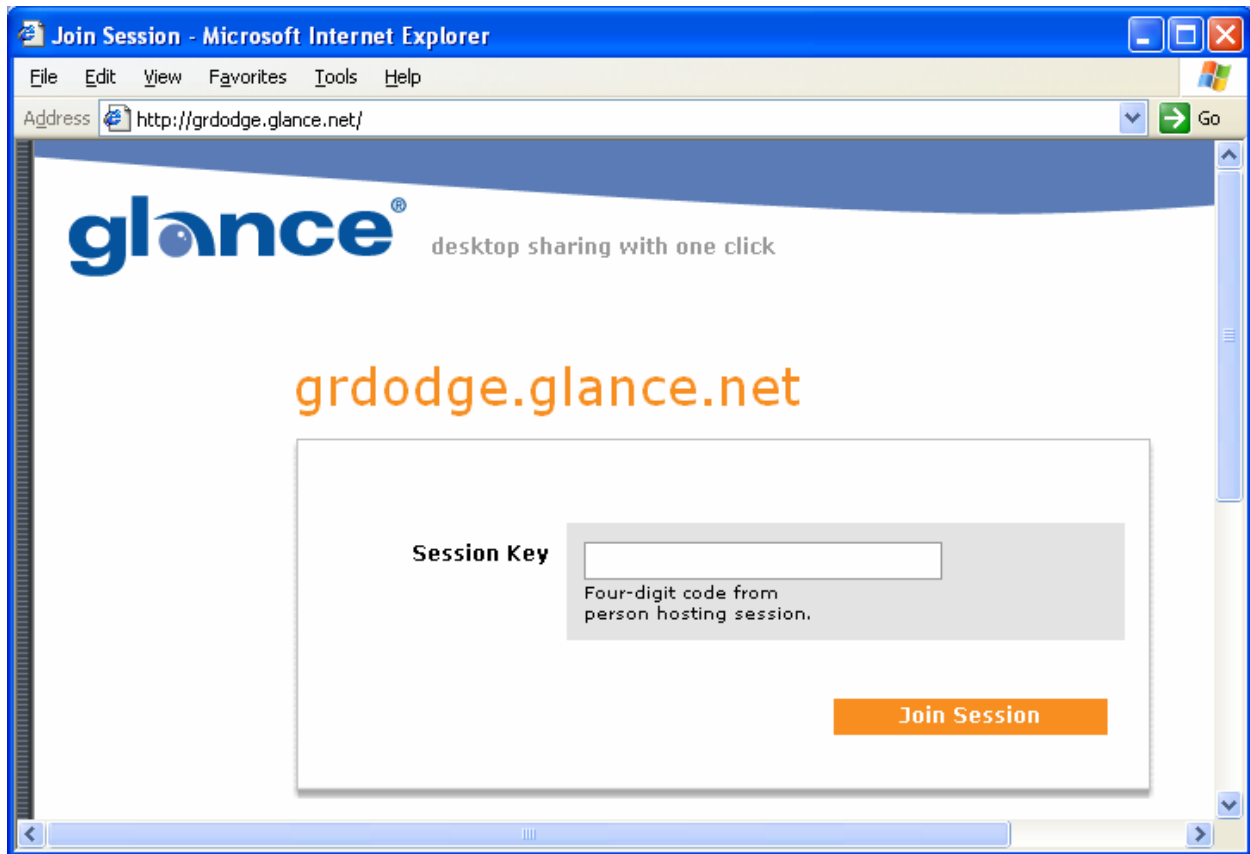 Join Session - Microsoft Internet Explorer
File Edit View Favorites Tools Help
Address http://grdodge.glance.net/ Go
glance®
desktop sharing with one click
grdodge.glance.net
Session Key
Four-digit code from
person hosting session.
Join Session